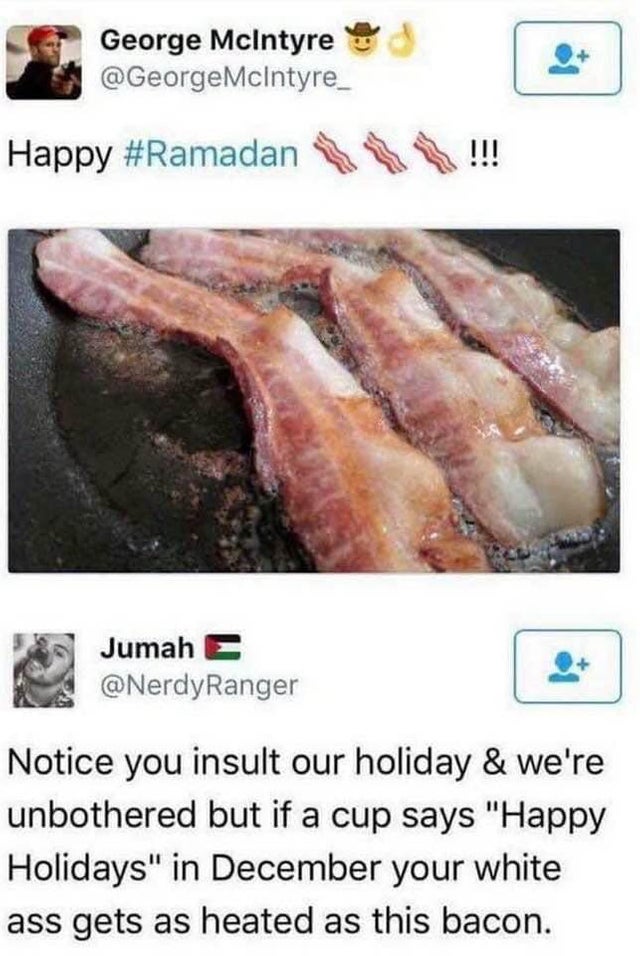 George McIntyre 🤠👌
@GeorgeMcIntyre_
Happy #Ramadan 🥓🥓🥓 !!!
Jumah 🇵🇸
@NerdyRanger
Notice you insult our holiday & we're
unbothered but if a cup says "Happy
Holidays" in December your white
ass gets as heated as this bacon.